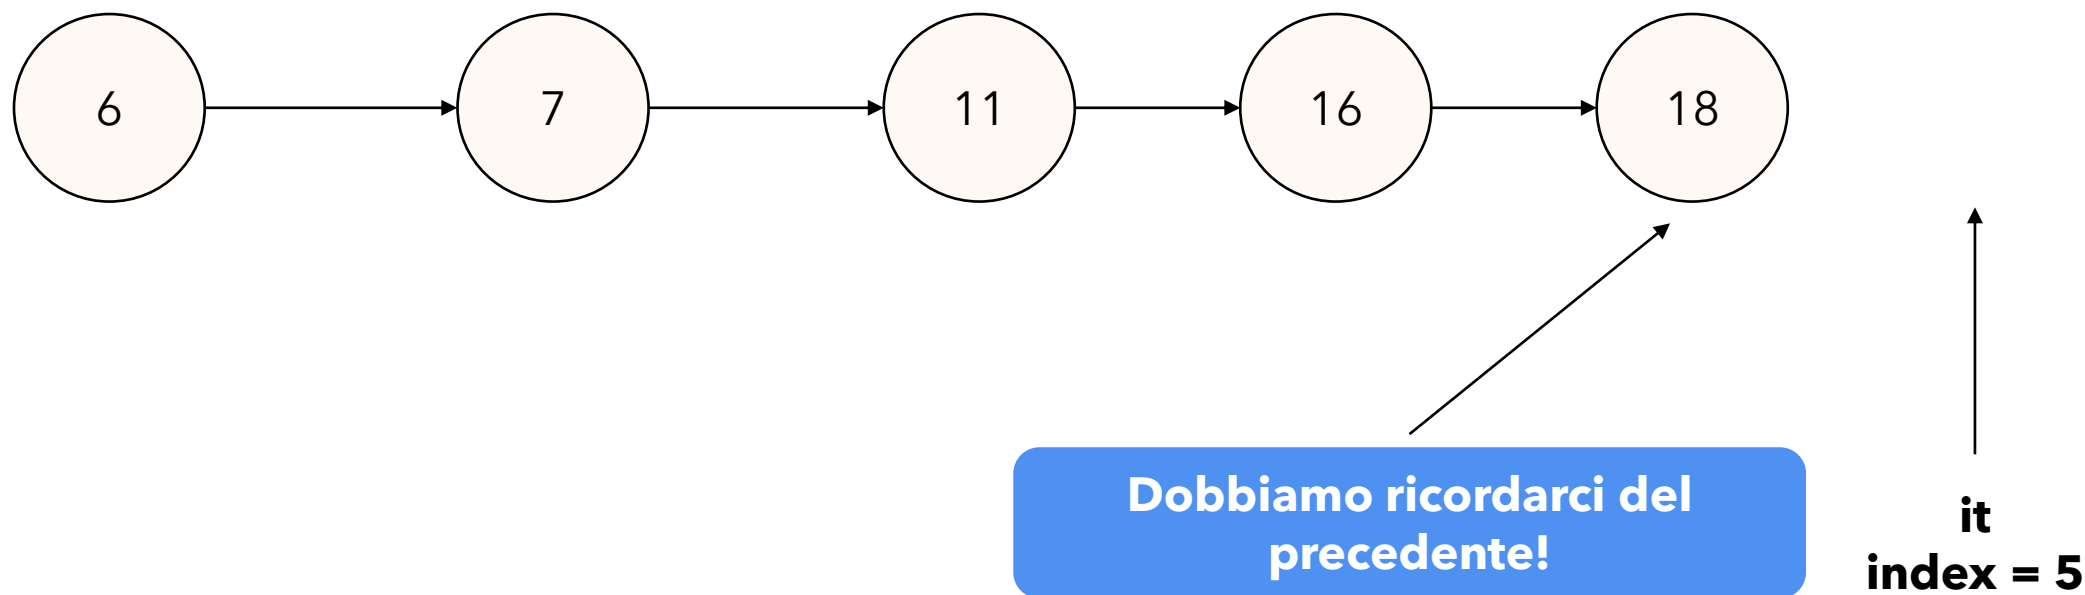 6
7
11
16
18
Dobbiamo ricordarci del
precedente!
it
index = 5